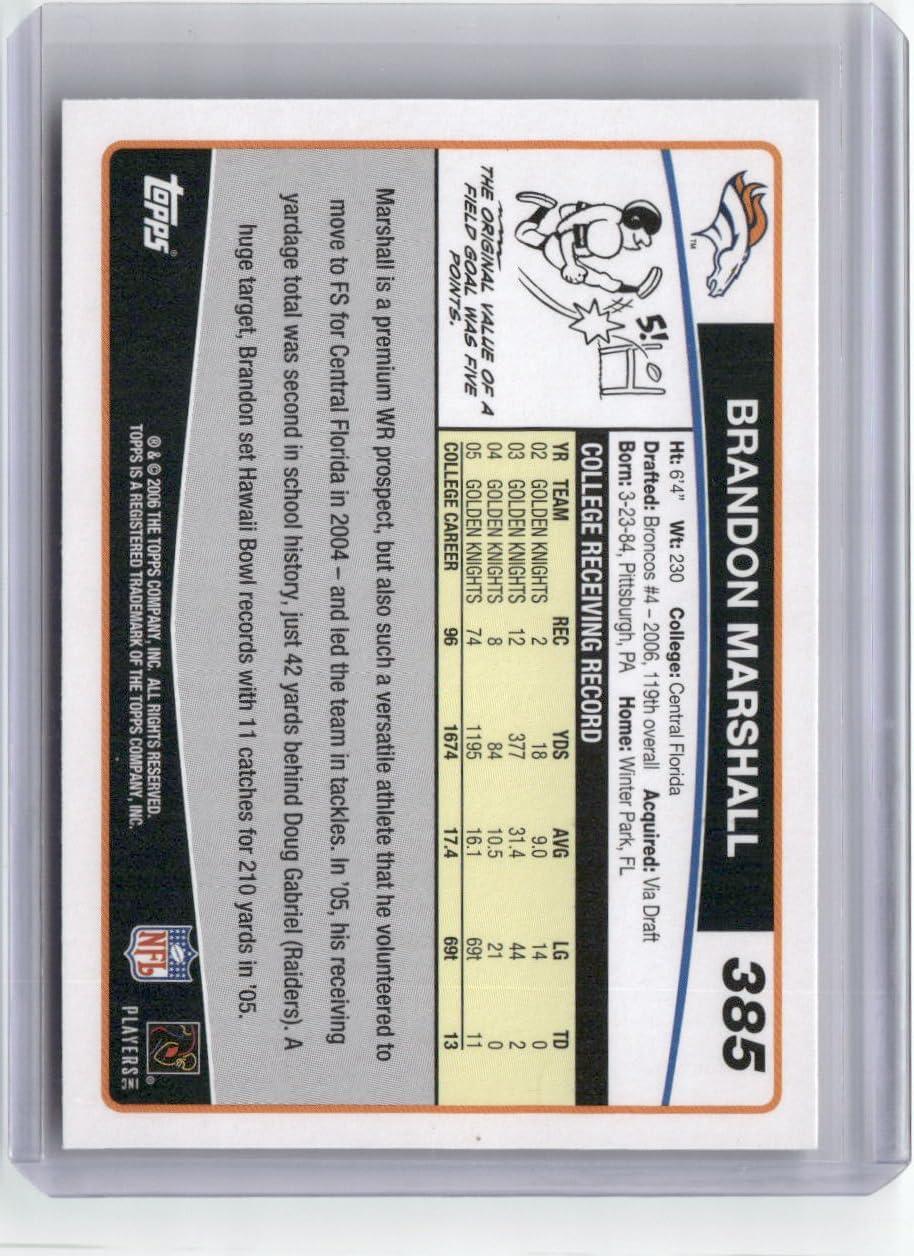 BRANDON MARSHALL 385
TM
Ht: 6'4" Wt: 230 College: Central Florida
Drafted: Broncos #4 – 2006, 119th overall Acquired: Via Draft
Born: 3-23-84, Pittsburgh, PA Home: Winter Park, FL
5!
THE ORIGINAL VALUE OF A
FIELD GOAL WAS FIVE
POINTS.
COLLEGE RECEIVING RECORD
YR TEAM REC YDS AVG LG TD
02 GOLDEN KNIGHTS 2 18 9.0 14 0
03 GOLDEN KNIGHTS 12 377 31.4 44 2
04 GOLDEN KNIGHTS 8 84 10.5 21 0
05 GOLDEN KNIGHTS 74 1195 16.1 69t 11
COLLEGE CAREER 96 1674 17.4 69t 13
Marshall is a premium WR prospect, but also such a versatile athlete that he volunteered to
move to FS for Central Florida in 2004 – and led the team in tackles. In '05, his receiving
yardage total was second in school history, just 42 yards behind Doug Gabriel (Raiders). A
huge target, Brandon set Hawaii Bowl records with 11 catches for 210 yards in '05.
topps®
® & © 2006 THE TOPPS COMPANY, INC. ALL RIGHTS RESERVED.
TOPPS IS A REGISTERED TRADEMARK OF THE TOPPS COMPANY, INC.
NFL
®
PLAYERS INC